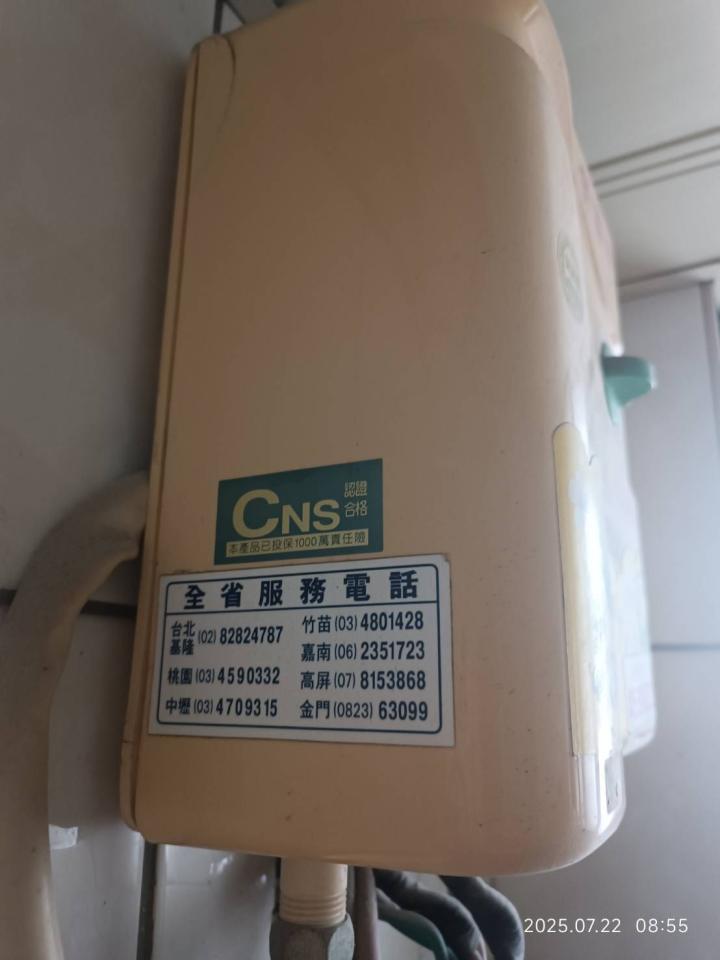 CNS 認證合格
本產品已投保1000萬責任險
全省服務電話
台北基隆 (02) 82824787
竹苗 (03) 4801428
嘉南 (06) 2351723
桃園 (03) 4590332
高屏 (07) 8153868
中壢 (03) 4709315
金門 (0823) 63099
2025.07.22 08:55